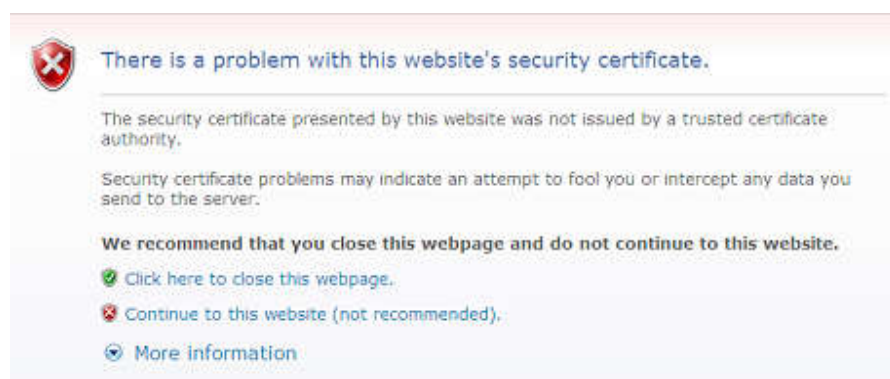 There is a problem with this website's security certificate.
The security certificate presented by this website was not issued by a trusted certificate
authority.
Security certificate problems may indicate an attempt to fool you or intercept any data you
send to the server.
We recommend that you close this webpage and do not continue to this website.
Click here to close this webpage.
Continue to this website (not recommended).
More information